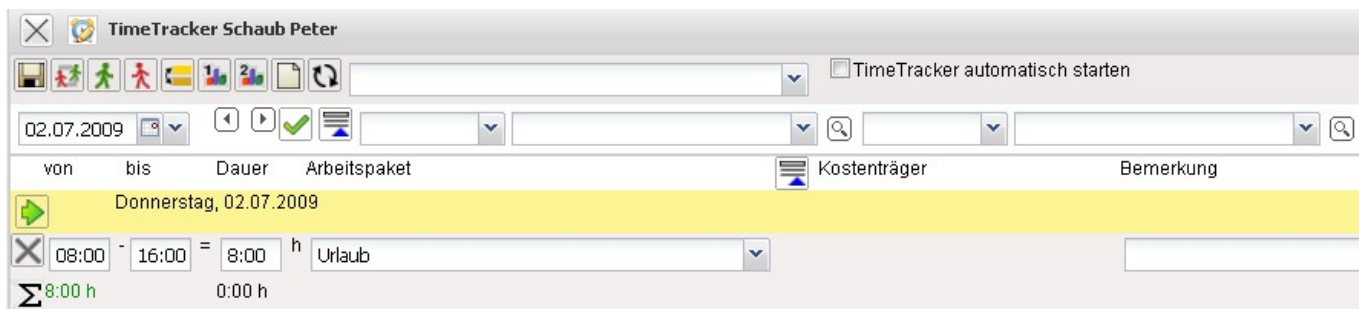 TimeTracker Schaub Peter
TimeTracker automatisch starten
02.07.2009
von bis Dauer Arbeitspaket Kostenträger Bemerkung
Donnerstag, 02.07.2009
08:00 - 16:00 = 8:00 h Urlaub
Σ 8:00 h 0:00 h